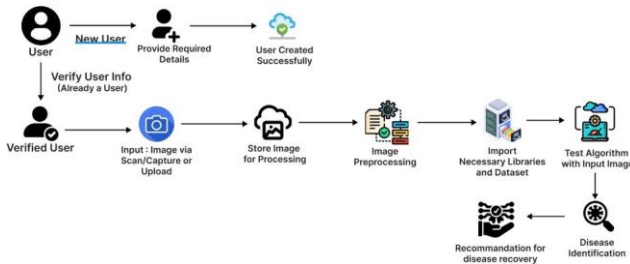 User
New User
Provide Required
Details
User Created
Successfully
Verify User Info
(Already a User)
Verified User
Input : Image via
Scan/Capture or
Upload
Store Image
for Processing
Image
Preprocessing
Import
Necessary Libraries
and Dataset
Test Algorithm
with Input Image
Disease
Identification
Recommandation for
disease recovery